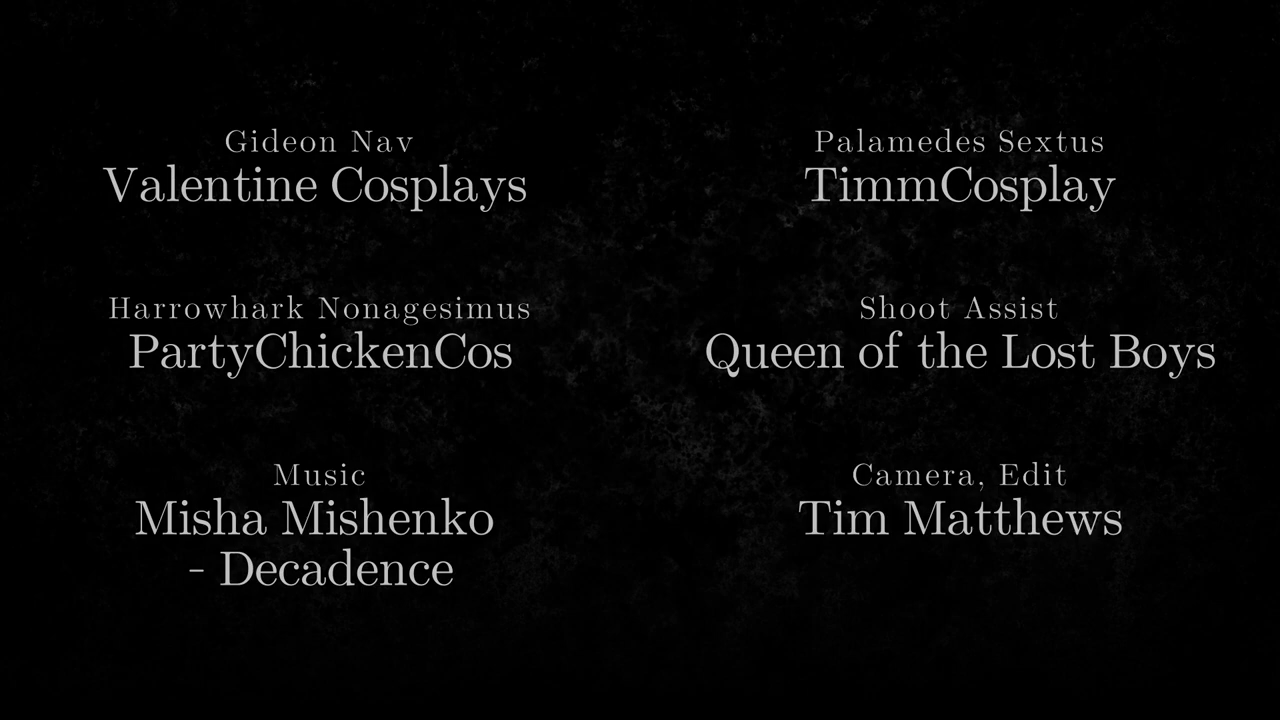 Gideon Nav
Valentine Cosplays
Harrowhark Nonagesimus
PartyChickenCos
Music
Misha Mishenko
- Decadence
Palamedes Sextus
TimmCosplay
Shoot Assist
Queen of the Lost Boys
Camera, Edit
Tim Matthews